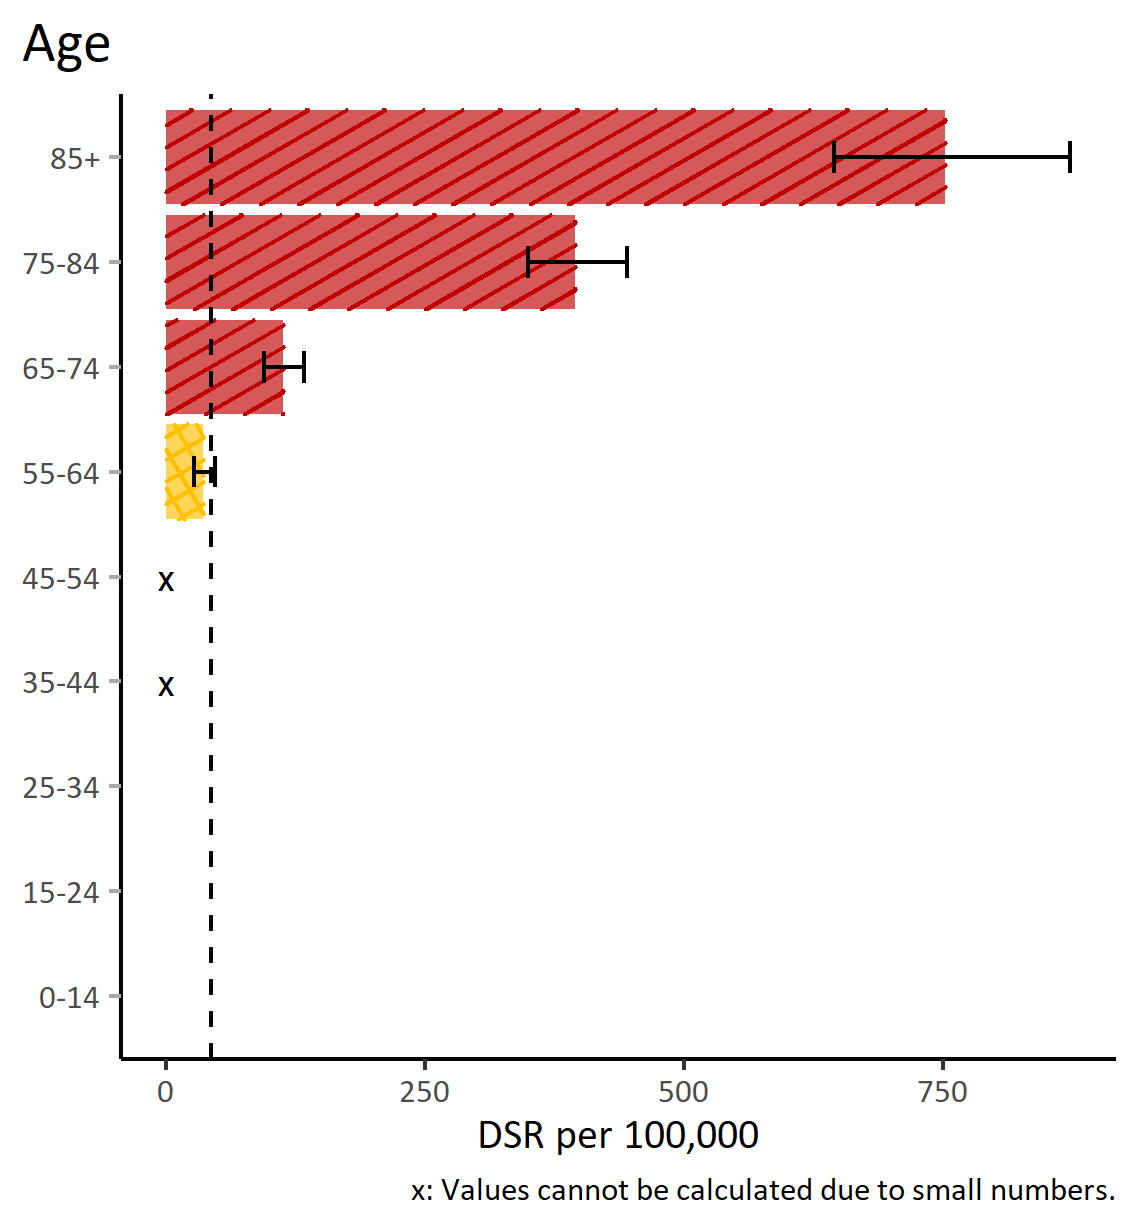 Age
85+
75-84
65-74
55-64
45-54
x
35-44
x
25-34
15-24
0-14
0 250 500 750
DSR per 100,000
x: Values cannot be calculated due to small numbers.